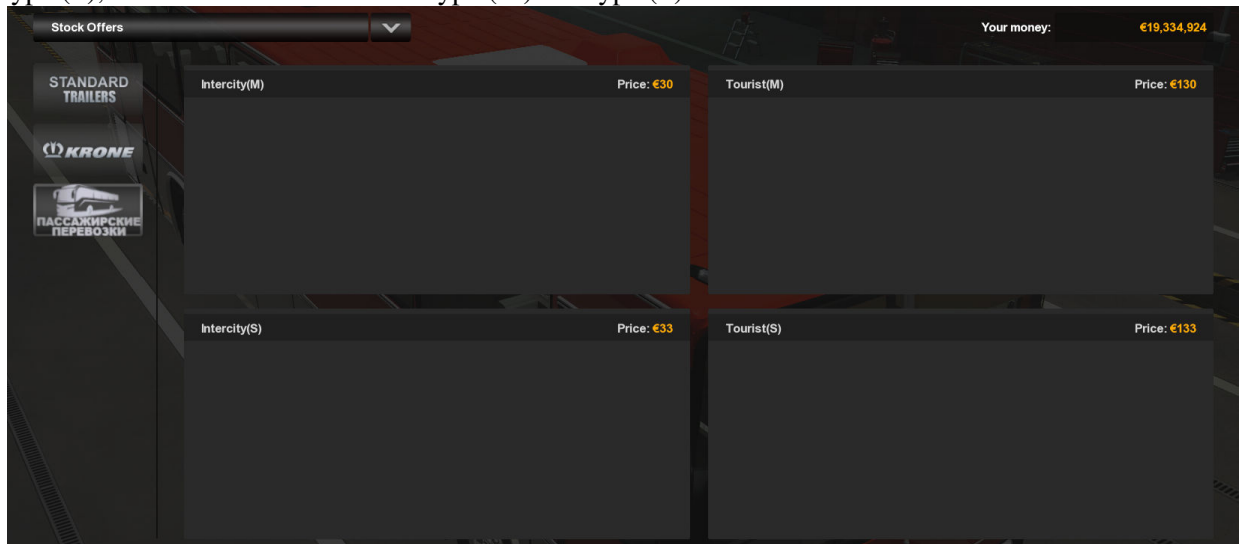 Stock Offers
Your money: €19,334,924
STANDARD
TRAILERS
KRONE
ПАССАЖИРСКИЕ
ПЕРЕВОЗКИ
Intercity(M) Price: €30
Tourist(M) Price: €130
Intercity(S) Price: €33
Tourist(S) Price: €133